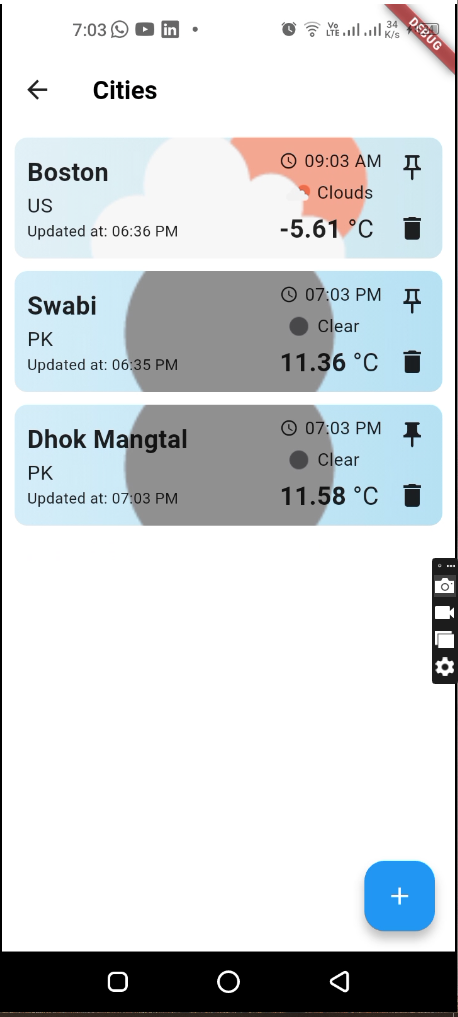 7:03
Vo LTE 34 K/s
DEBUG
Cities
Boston
09:03 AM
US
Clouds
Updated at: 06:36 PM
-5.61 °C
Swabi
07:03 PM
PK
Clear
Updated at: 06:35 PM
11.36 °C
Dhok Mangtal
07:03 PM
PK
Clear
Updated at: 07:03 PM
11.58 °C
+